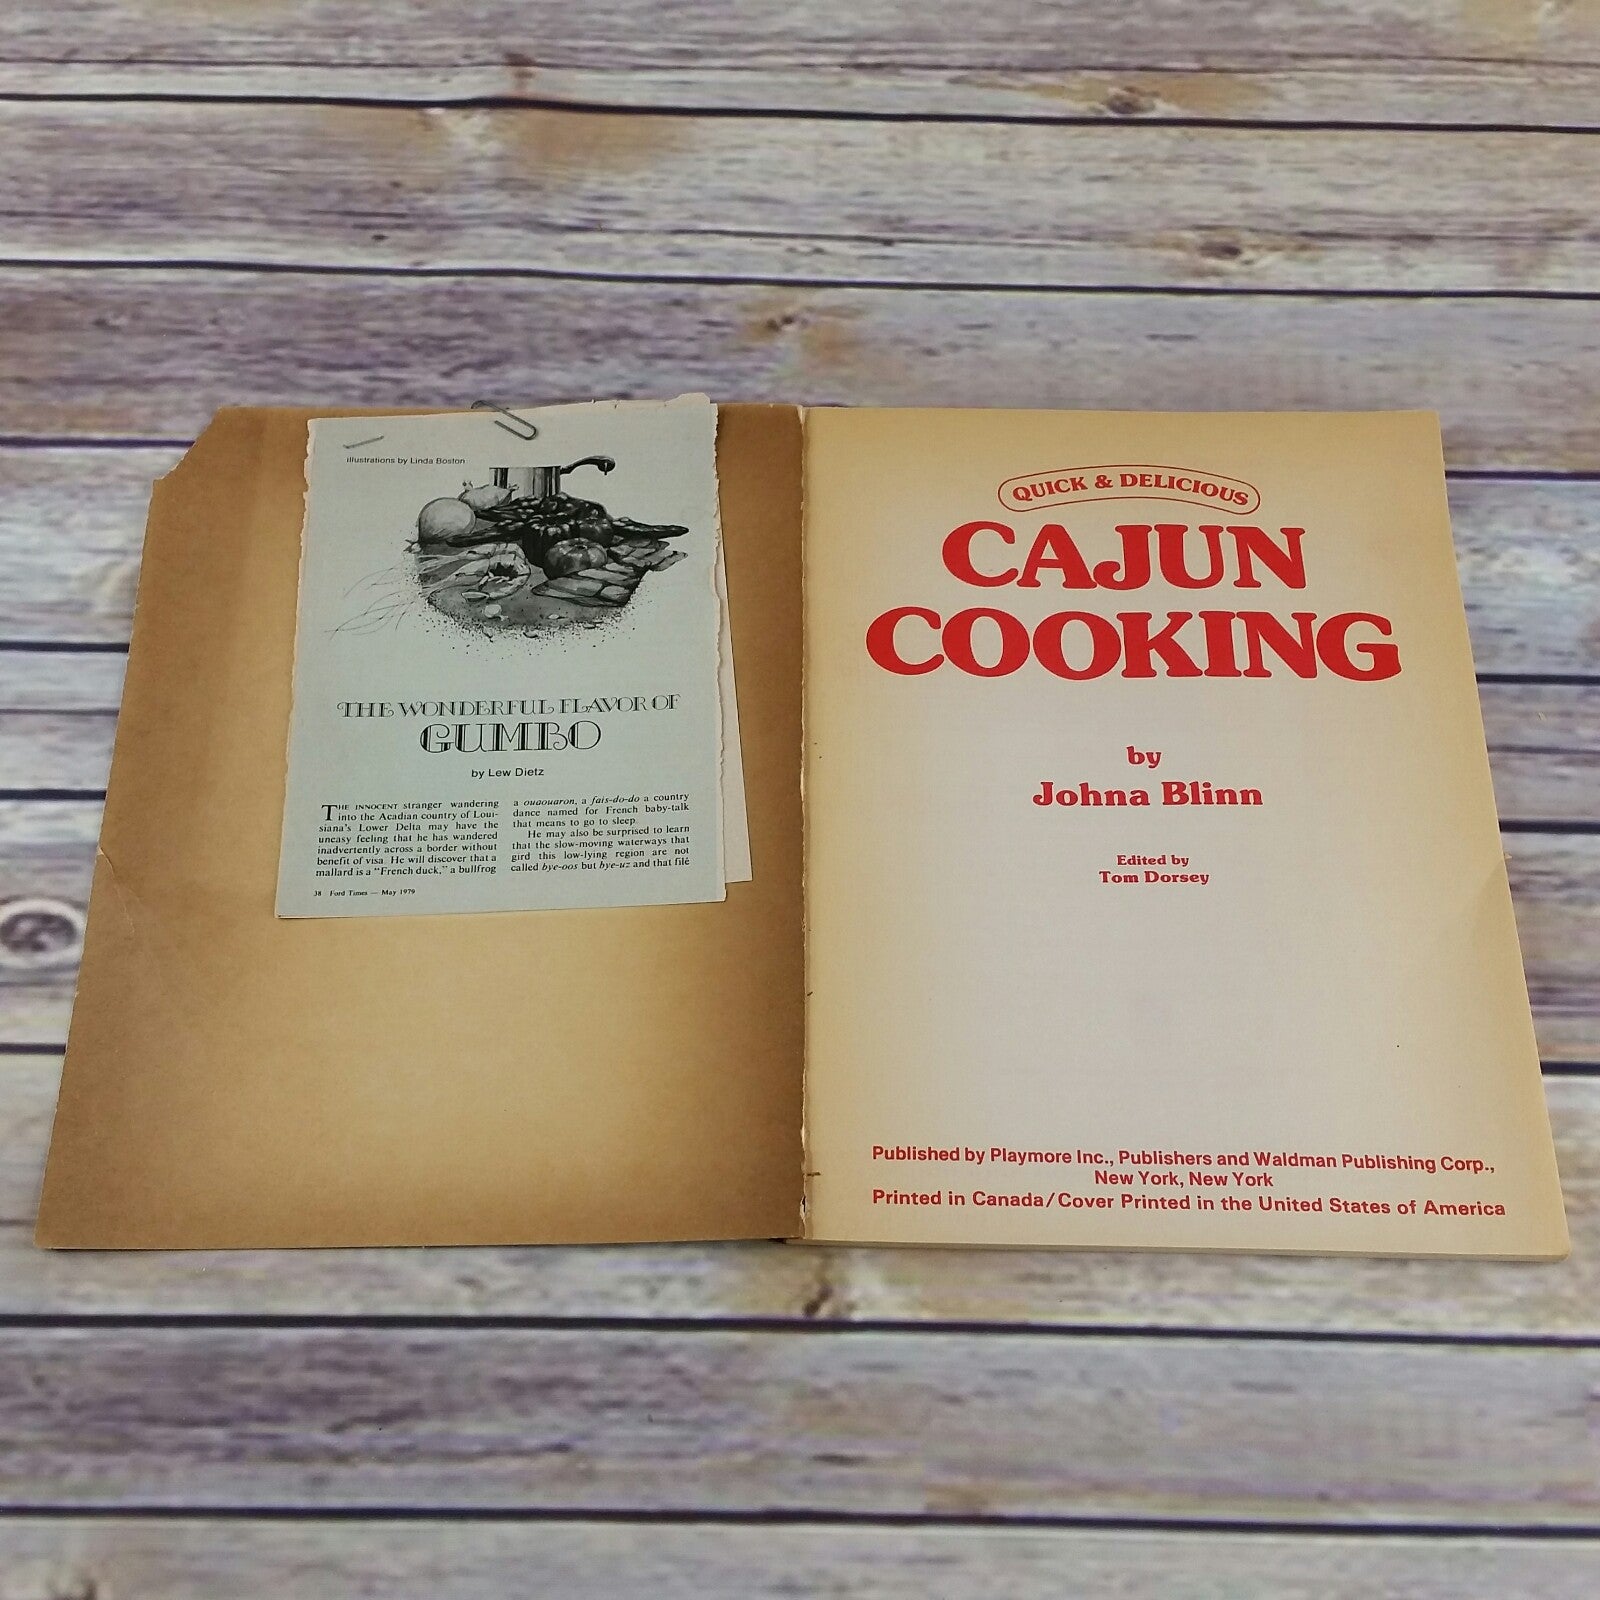 illustrations by Linda Boston
THE WONDERFUL FLAVOR OF
GUMBO
by Lew Dietz
THE INNOCENT stranger wandering
into the Acadian country of Loui-
siana's Lower Delta may have the
uneasy feeling that he has wandered
inadvertently across a border without
benefit of visa. He will discover that a
mallard is a "French duck," a bullfrog
a ouaouaron, a fais-do-do a country
dance named for French baby-talk
that means to go to sleep.
He may also be surprised to learn
that the slow-moving waterways that
gird this low-lying region are not
called bye-oos but bye-uz and that filé
38 Ford Times — May 1979
QUICK & DELICIOUS
CAJUN
COOKING
by
Johna Blinn
Edited by
Tom Dorsey
Published by Playmore Inc., Publishers and Waldman Publishing Corp.,
New York, New York
Printed in Canada/Cover Printed in the United States of America